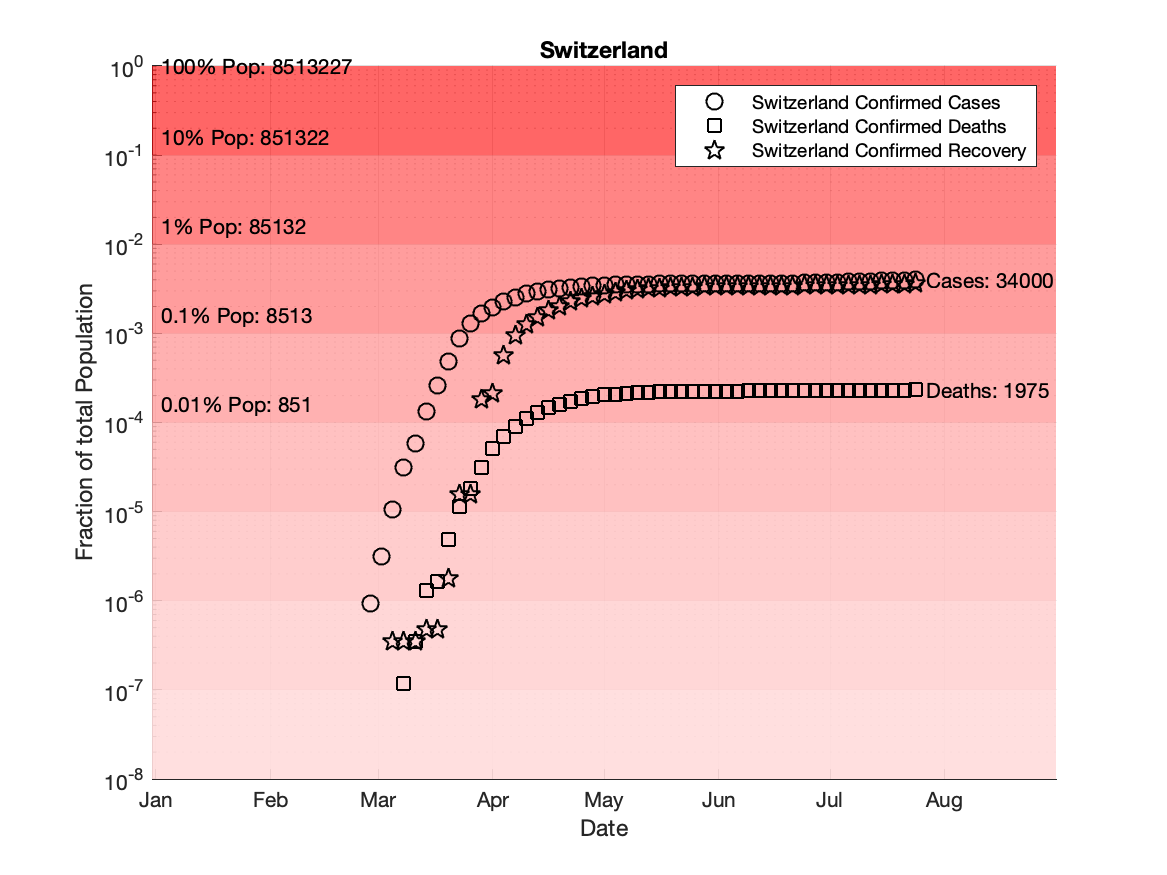 Switzerland
10^0
100% Pop: 8513227
Switzerland Confirmed Cases
Switzerland Confirmed Deaths
Switzerland Confirmed Recovery
10% Pop: 851322
10^-1
1% Pop: 85132
10^-2
Cases: 34000
0.1% Pop: 8513
10^-3
Deaths: 1975
0.01% Pop: 851
10^-4
10^-5
10^-6
10^-7
10^-8
Fraction of total Population
Jan Feb Mar Apr May Jun Jul Aug
Date